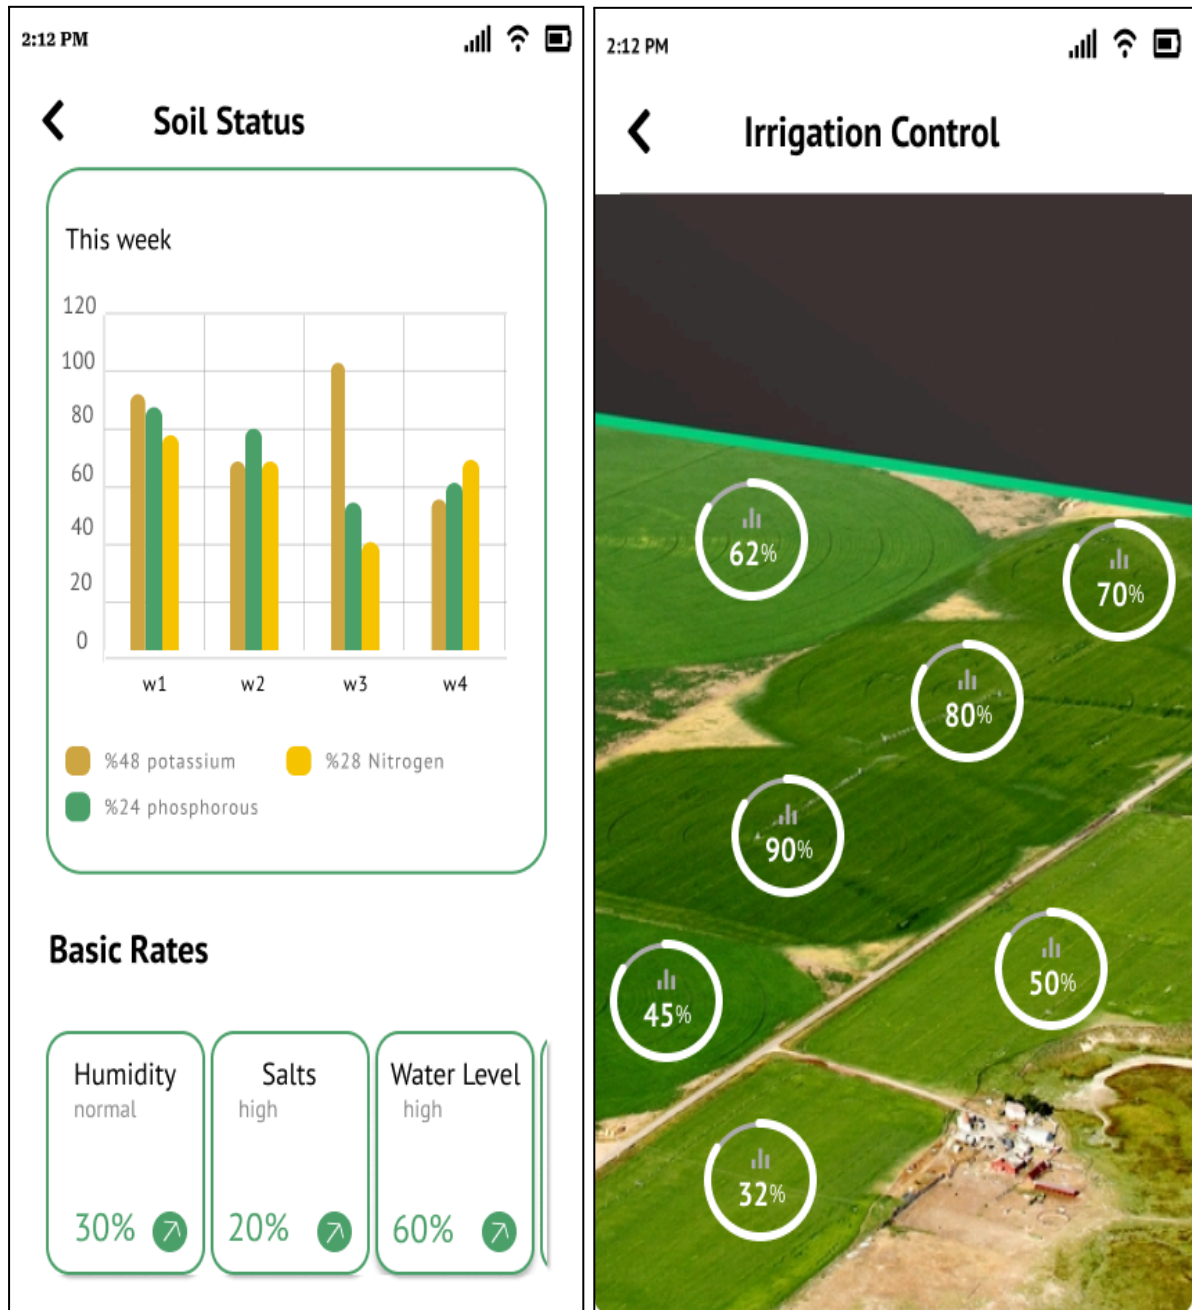 2:12 PM
Soil Status
This week
120
100
80
60
40
20
0
w1 w2 w3 w4
%48 potassium %28 Nitrogen
%24 phosphorous
Basic Rates
Humidity Salts Water Level
normal high high
30% 20% 60%
2:12 PM
Irrigation Control
62%
70%
80%
90%
50%
45%
32%